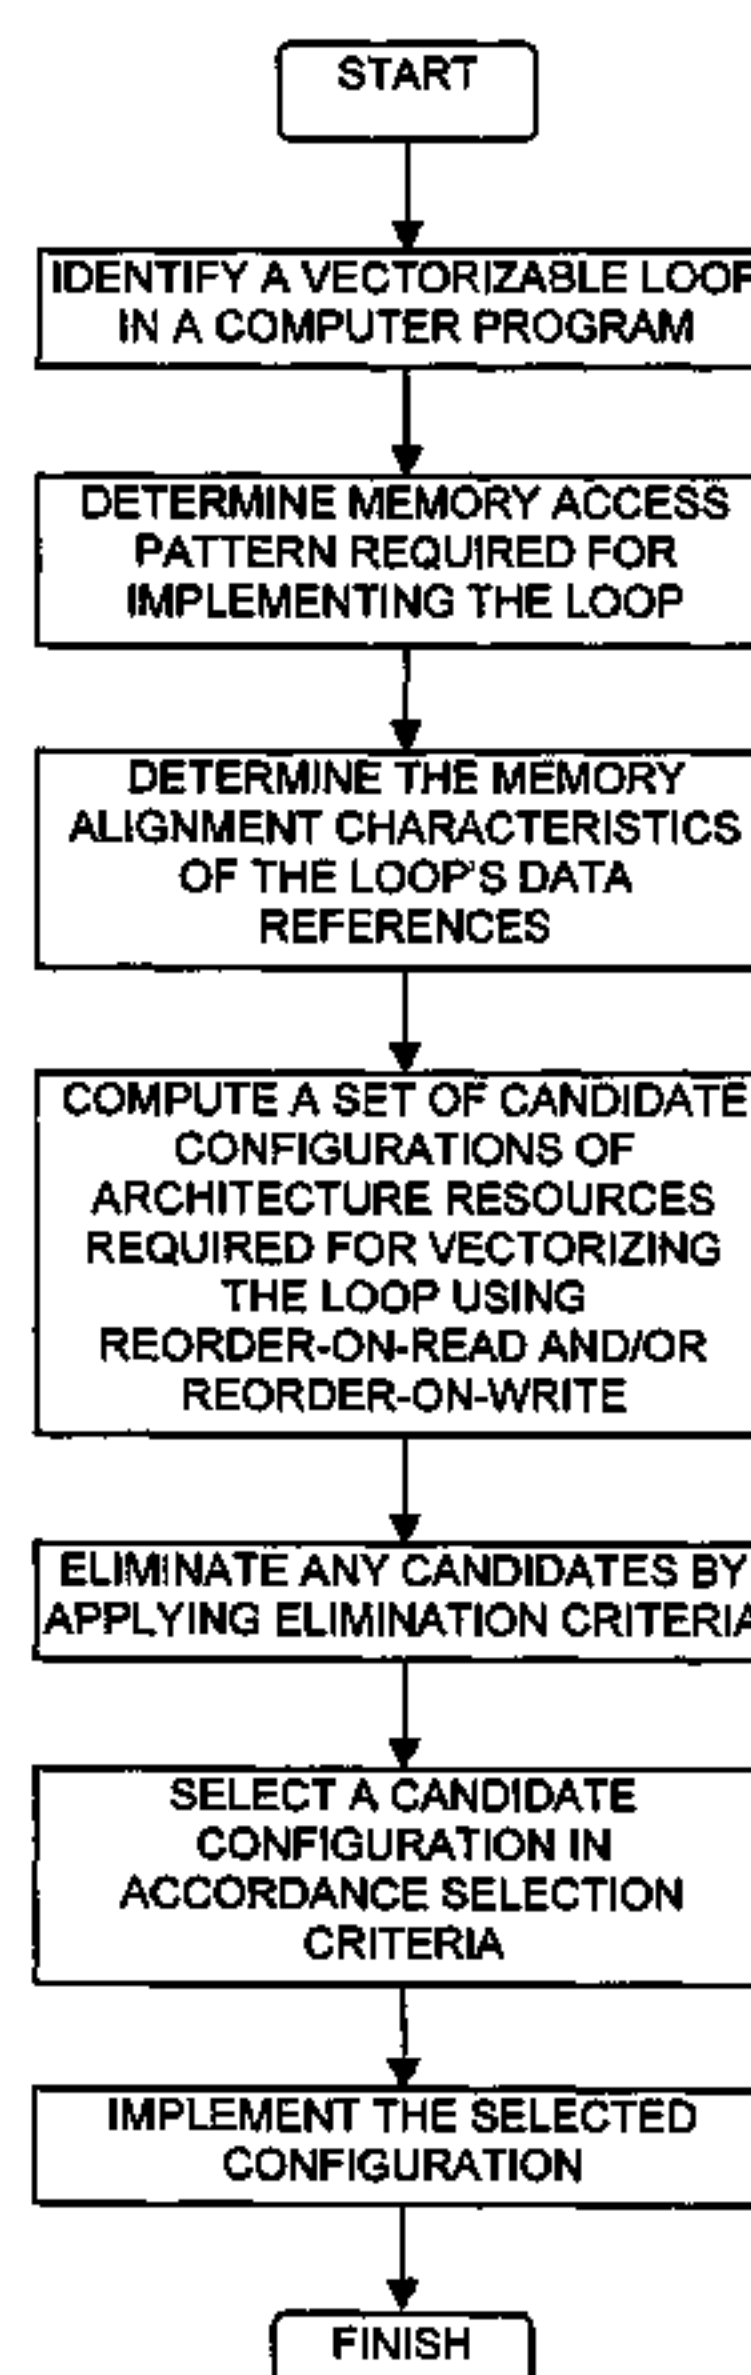 START
IDENTIFY A VECTORIZABLE LOOP
IN A COMPUTER PROGRAM
DETERMINE MEMORY ACCESS
PATTERN REQUIRED FOR
IMPLEMENTING THE LOOP
DETERMINE THE MEMORY
ALIGNMENT CHARACTERISTICS
OF THE LOOP'S DATA
REFERENCES
COMPUTE A SET OF CANDIDATE
CONFIGURATIONS OF
ARCHITECTURE RESOURCES
REQUIRED FOR VECTORIZING
THE LOOP USING
REORDER-ON-READ AND/OR
REORDER-ON-WRITE
ELIMINATE ANY CANDIDATES BY
APPLYING ELIMINATION CRITERIA
SELECT A CANDIDATE
CONFIGURATION IN
ACCORDANCE SELECTION
CRITERIA
IMPLEMENT THE SELECTED
CONFIGURATION
FINISH